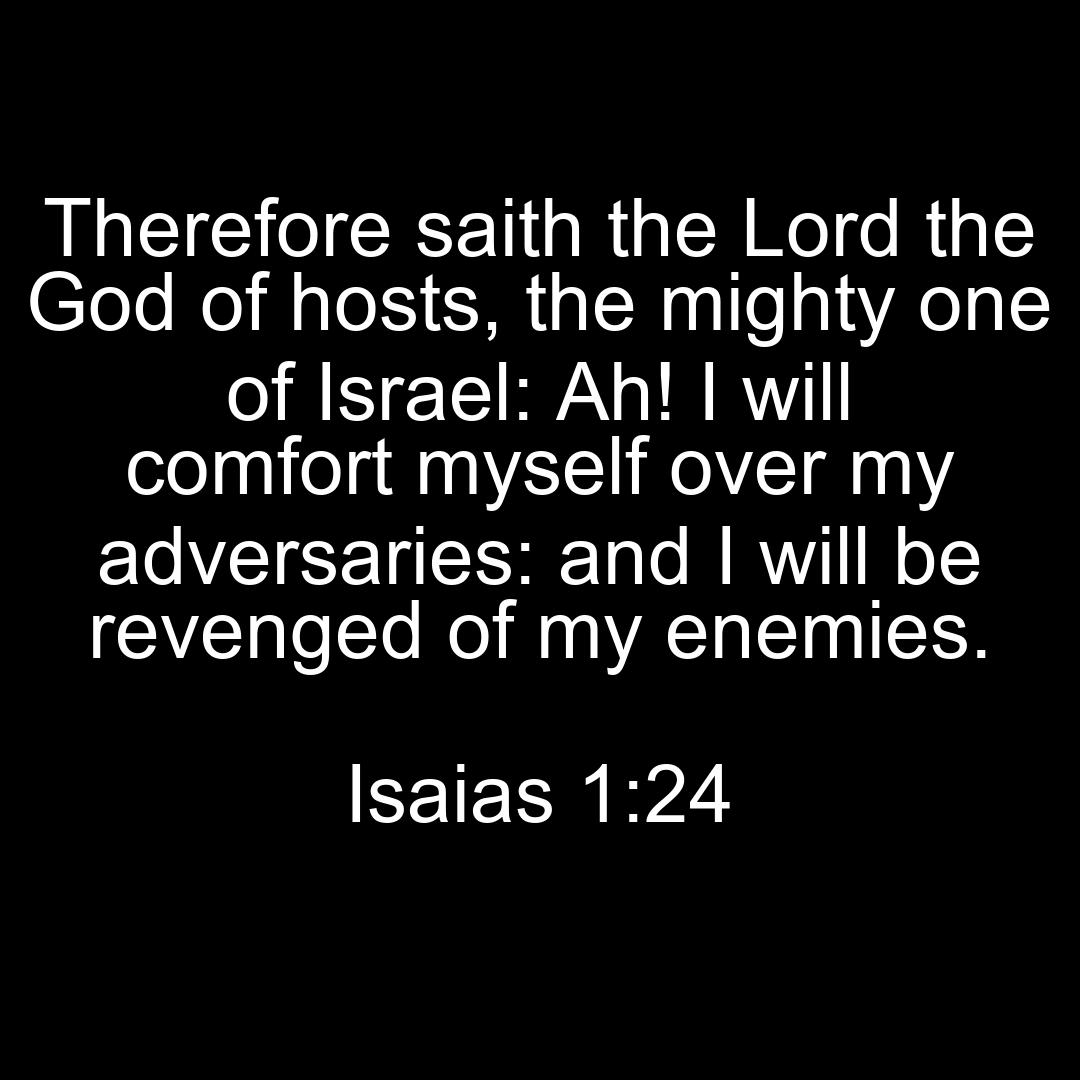 Therefore saith the Lord the
God of hosts, the mighty one
of Israel: Ah! I will
comfort myself over my
adversaries: and I will be
revenged of my enemies.
Isaias 1:24